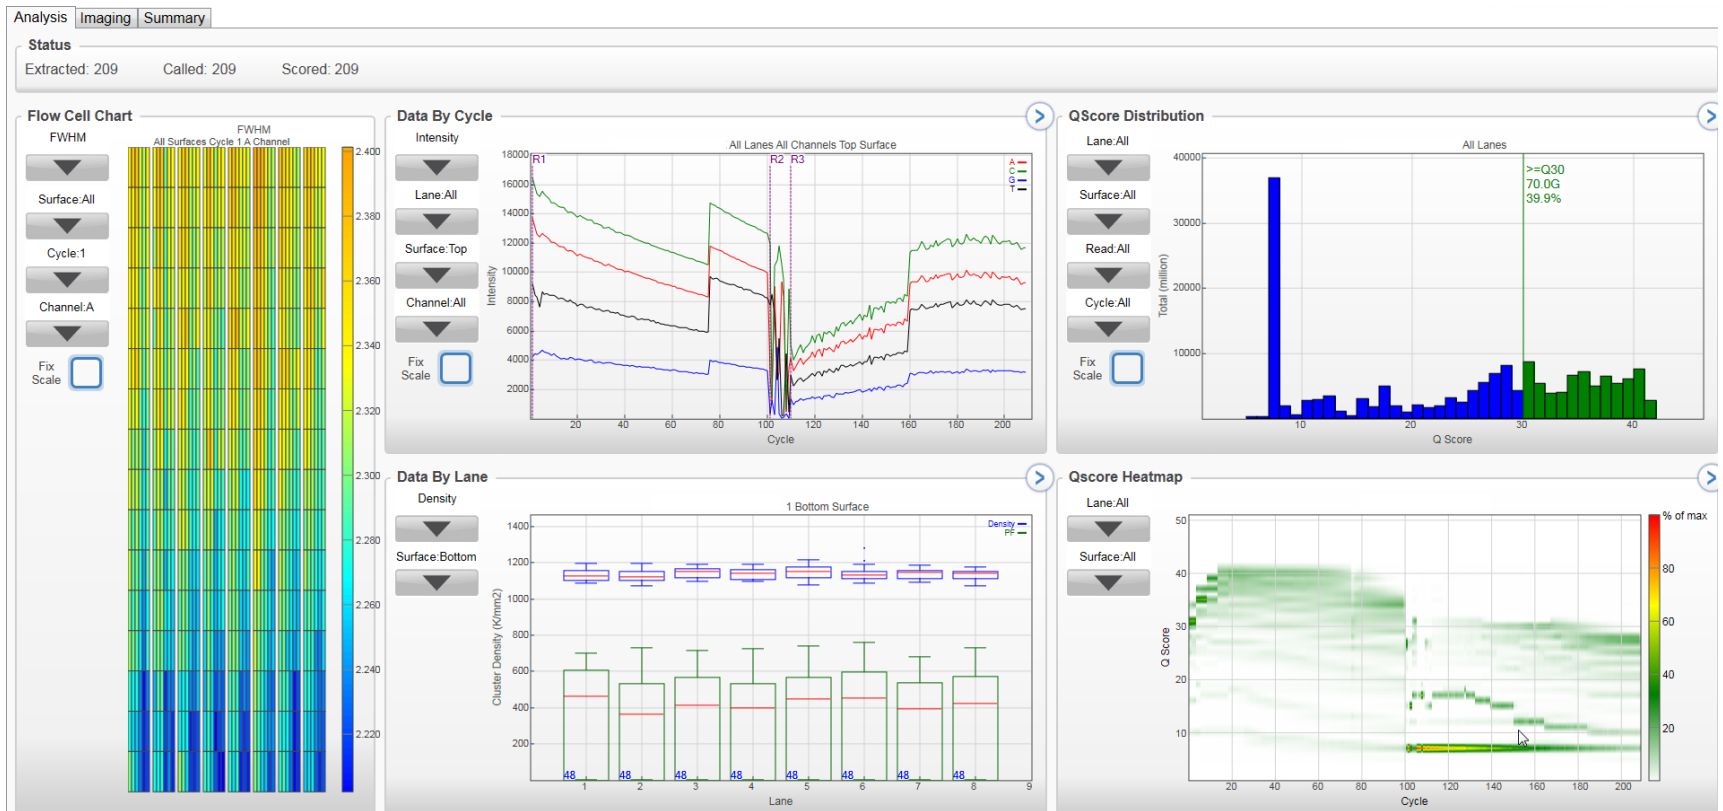 Analysis Imaging Summary
Status
Extracted: 209 Called: 209 Scored: 209
Flow Cell Chart
FWHM
Surface:All
Cycle:1
Channel:A
Fix
Scale
FWHM
All Surfaces Cycle 1 A Channel
2.400
2.380
2.360
2.340
2.320
2.300
2.280
2.260
2.240
2.220
Data By Cycle
Intensity
Lane:All
Surface:Top
Channel:All
Fix
Scale
All Lanes All Channels Top Surface
R1 R2 R3
A
C
G
T
Intensity
18000
16000
14000
12000
10000
8000
6000
4000
2000
20 40 60 80 100 120 140 160 180 200
Cycle
QScore Distribution
Lane:All
Surface:All
Read:All
Cycle:All
Fix
Scale
All Lanes
>=Q30
70.0G
39.9%
Total (million)
40000
30000
20000
10000
10 20 30 40
Q Score
Data By Lane
Density
Surface:Bottom
1 Bottom Surface
Density
PF
Cluster Density (K/mm2)
1400
1200
1000
800
600
400
200
48 48 48 48 48 48 48 48
1 2 3 4 5 6 7 8 9
Lane
Qscore Heatmap
Lane:All
Surface:All
Q Score
50
40
30
20
10
20 40 60 80 100 120 140 160 180 200
Cycle
% of max
80
60
40
20